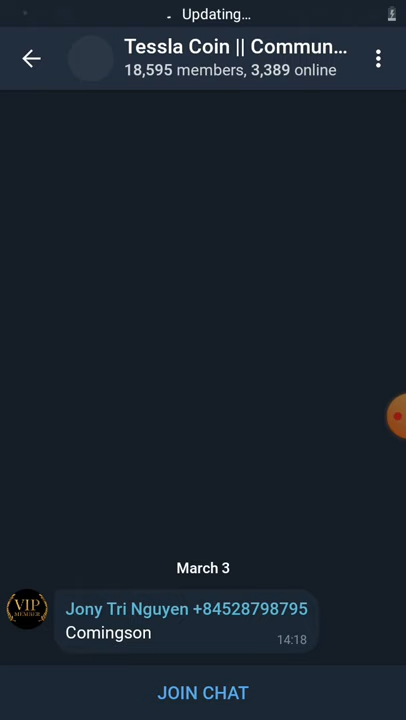 Updating...
Tessla Coin || Commun...
18,595 members, 3,389 online
March 3
VIP
MEMBER
Jony Tri Nguyen +84528798795
Comingson
14:18
JOIN CHAT